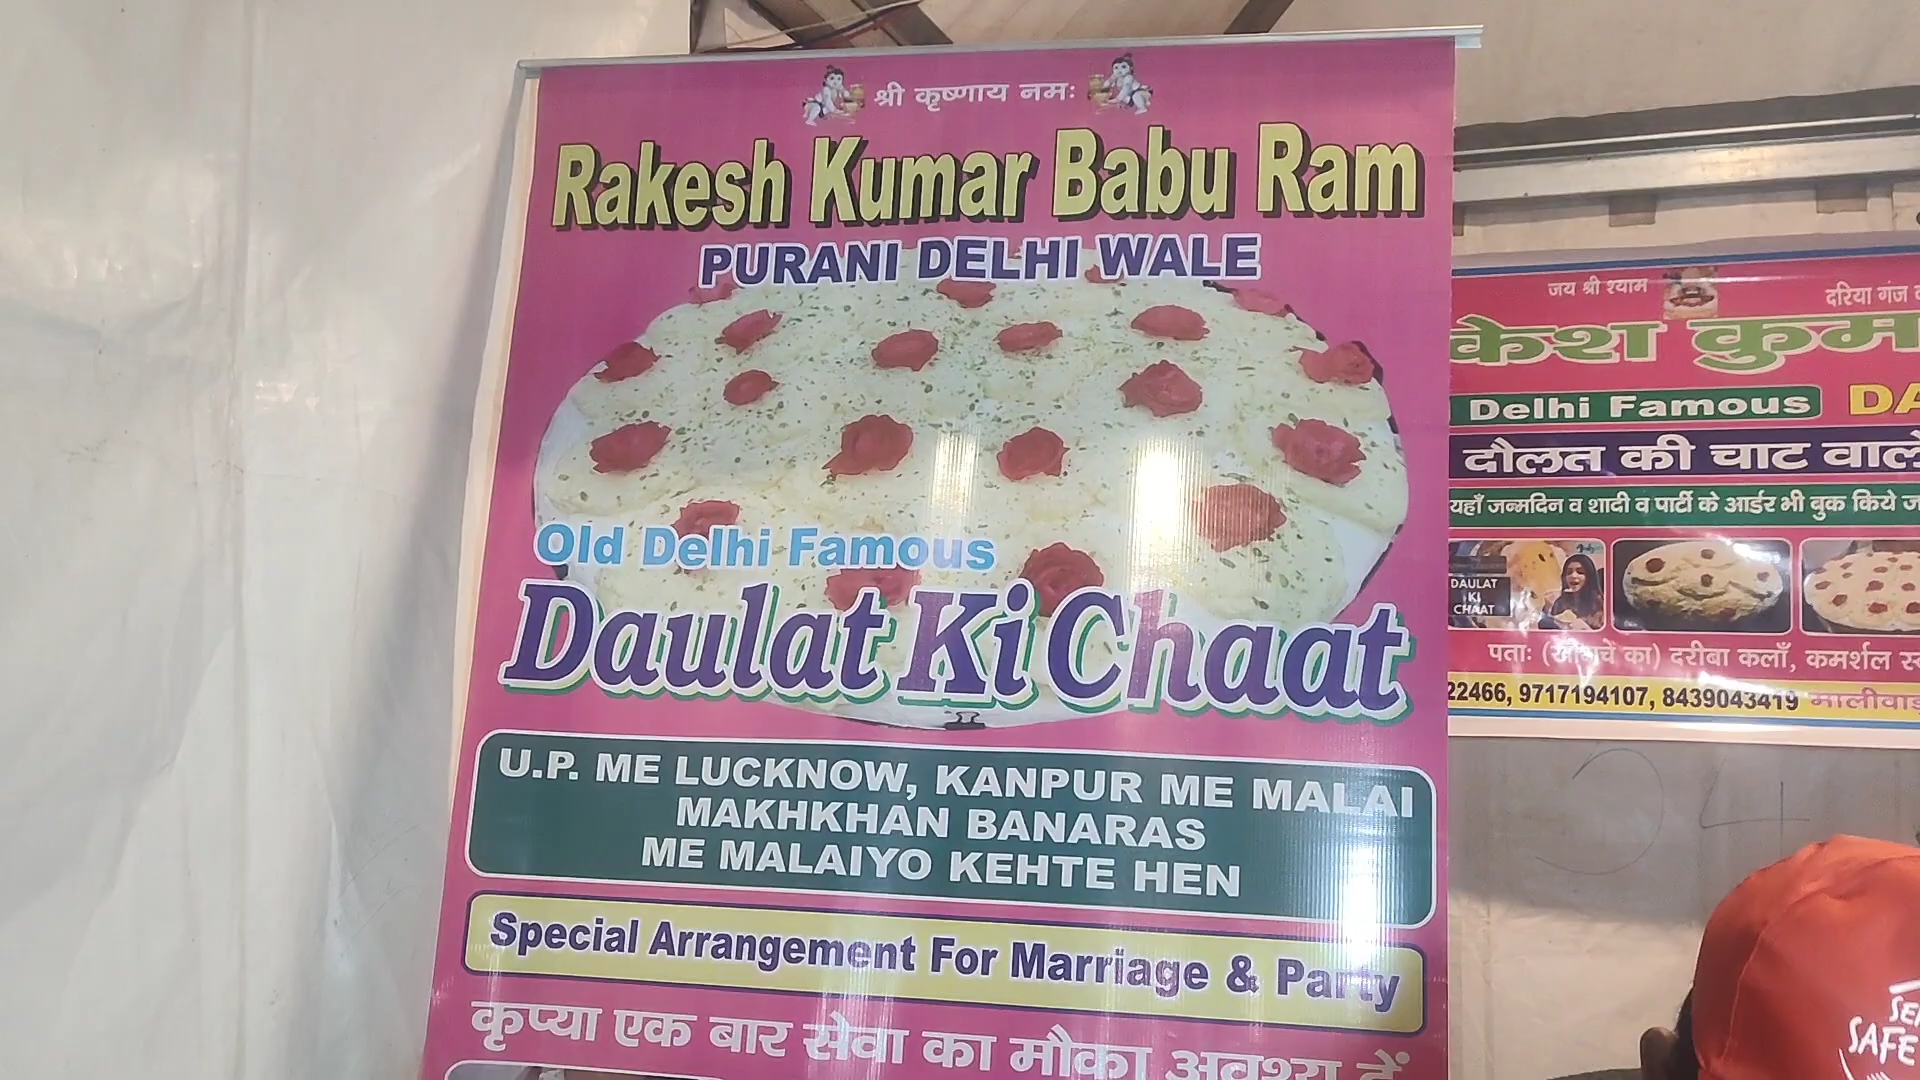 श्री कृष्णाय नमः
Rakesh Kumar Babu Ram
PURANI DELHI WALE
Old Delhi Famous
Daulat Ki Chaat
U.P. ME LUCKNOW, KANPUR ME MALAI
MAKHKHAN BANARAS
ME MALAIYO KEHTE HEN
Special Arrangement For Marriage & Party
कृप्या एक बार सेवा का मौका अवश्य दें
जय श्री श्याम
दरिया गंज
केश कुम
Delhi Famous DA
दौलत की चाट वाले
यहाँ जन्मदिन व शादी व पार्टी के आर्डर भी बुक किये
DAULAT
KI
CHAAT
पताः का) दरीबा कलाँ, कमर्शल
22466, 9717194107, 8439043419 मालीवाड़
SAFE